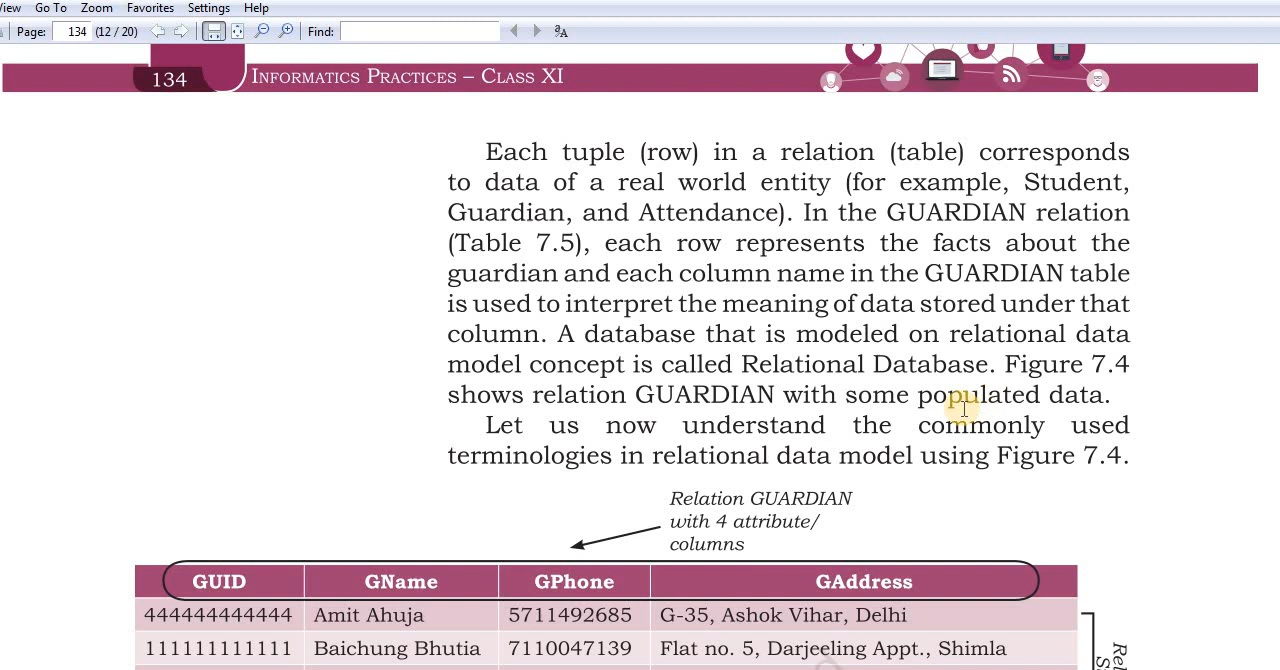 View Go To Zoom Favorites Settings Help
Page: 134 (12 / 20) Find:
134 INFORMATICS PRACTICES – CLASS XI
Each tuple (row) in a relation (table) corresponds
to data of a real world entity (for example, Student,
Guardian, and Attendance). In the GUARDIAN relation
(Table 7.5), each row represents the facts about the
guardian and each column name in the GUARDIAN table
is used to interpret the meaning of data stored under that
column. A database that is modeled on relational data
model concept is called Relational Database. Figure 7.4
shows relation GUARDIAN with some populated data.
Let us now understand the commonly used
terminologies in relational data model using Figure 7.4.
Relation GUARDIAN
with 4 attribute/
columns
GUID GName GPhone GAddress
444444444444 Amit Ahuja 5711492685 G-35, Ashok Vihar, Delhi
111111111111 Baichung Bhutia 7110047139 Flat no. 5, Darjeeling Appt., Shimla